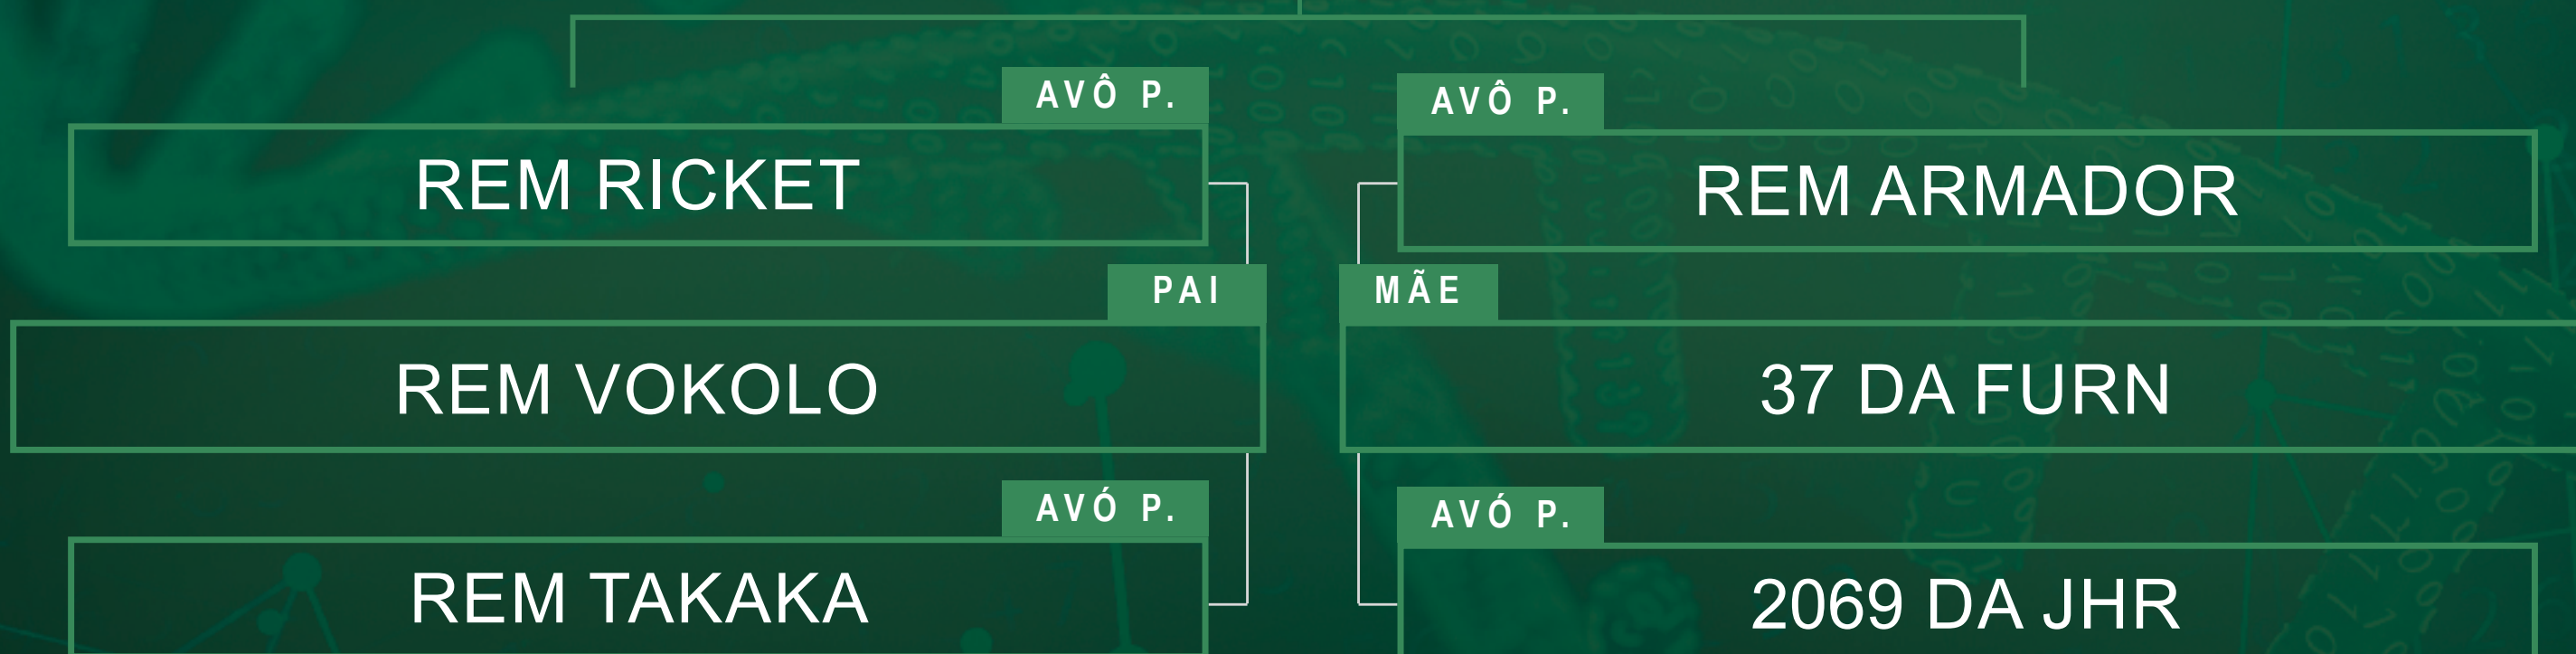 AVÔ P.
REM RICKET
PAI
REM VOKOLO
AVÓ P.
REM TAKAKA
AVÔ P.
REM ARMADOR
MÃE
37 DA FURN
AVÓ P.
2069 DA JHR